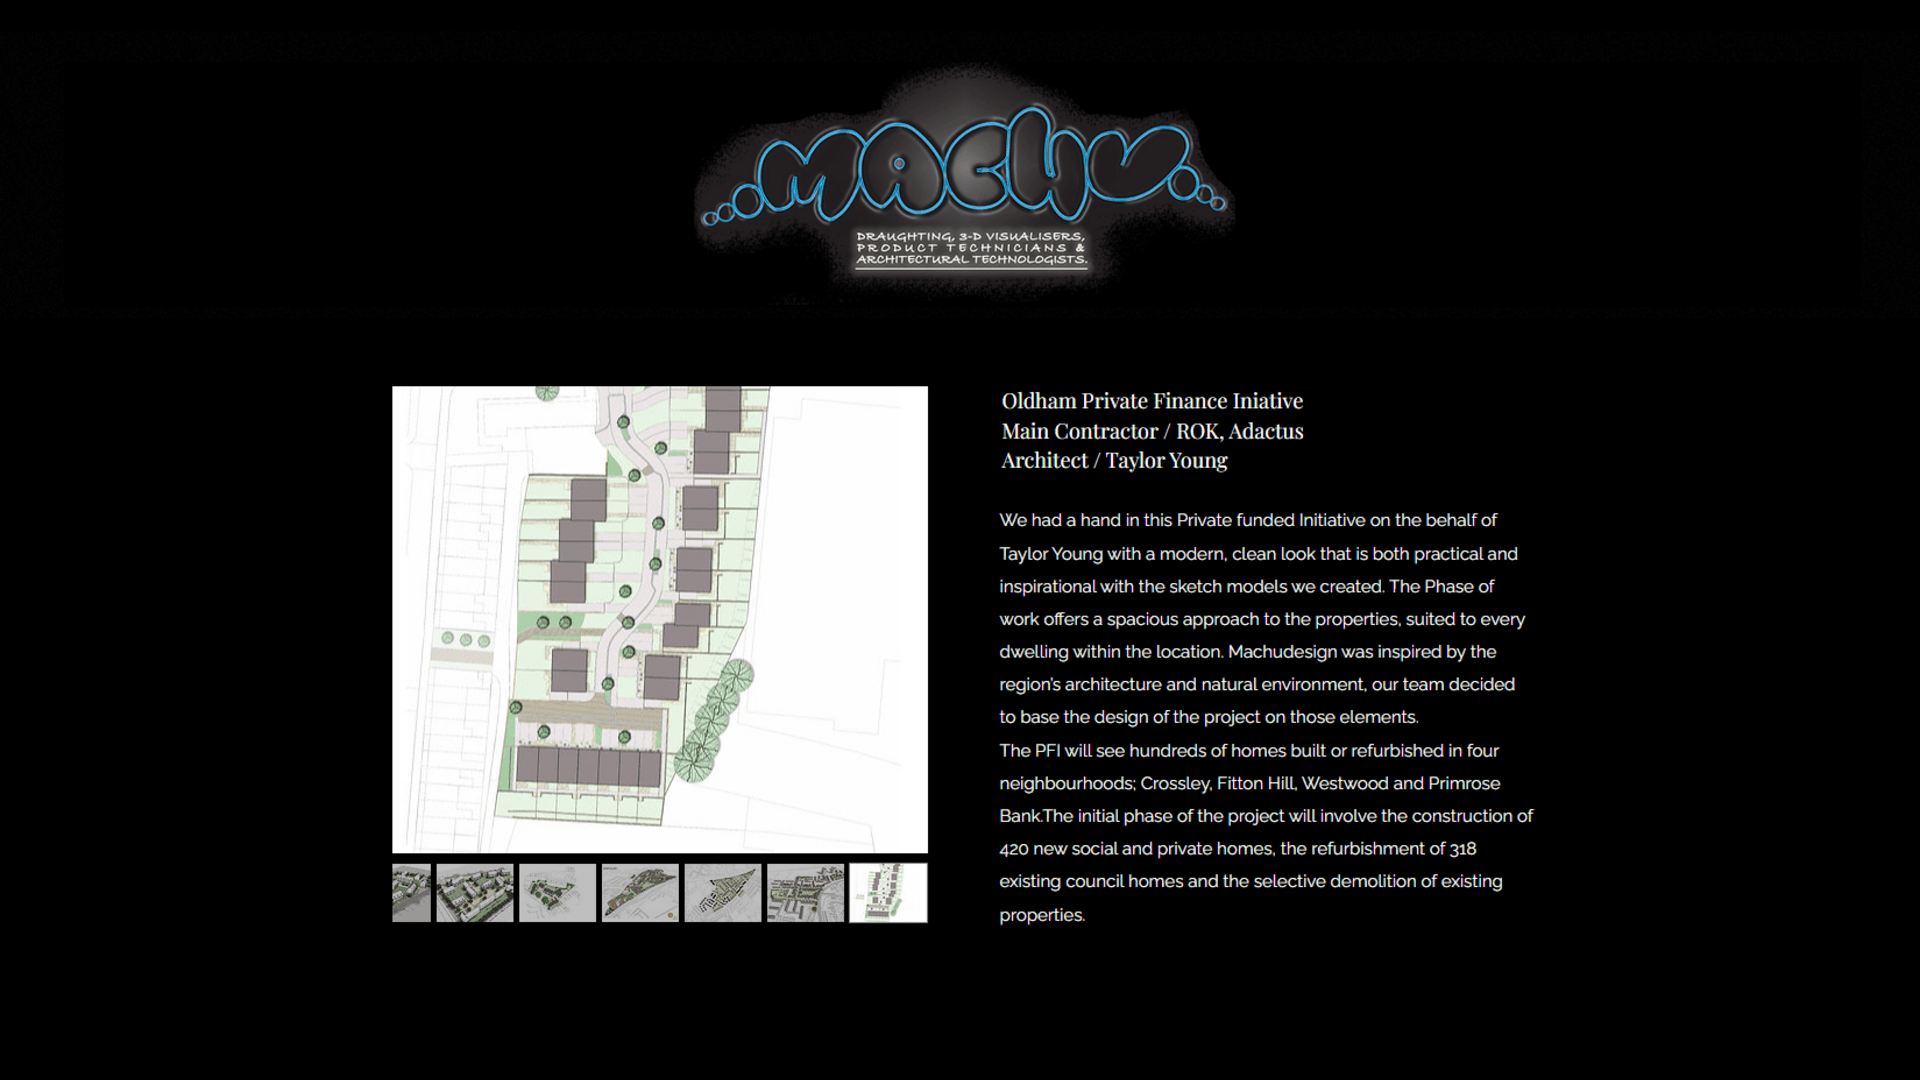 MACHU
DRAUGHTING, 3-D VISUALISERS,
PRODUCT TECHNICIANS &
ARCHITECTURAL TECHNOLOGISTS.
Oldham Private Finance Iniative
Main Contractor / ROK, Adactus
Architect / Taylor Young
We had a hand in this Private funded Initiative on the behalf of
Taylor Young with a modern, clean look that is both practical and
inspirational with the sketch models we created. The Phase of
work offers a spacious approach to the properties, suited to every
dwelling within the location. Machudesign was inspired by the
region's architecture and natural environment, our team decided
to base the design of the project on those elements.
The PFI will see hundreds of homes built or refurbished in four
neighbourhoods; Crossley, Fitton Hill, Westwood and Primrose
Bank.The initial phase of the project will involve the construction of
420 new social and private homes, the refurbishment of 318
existing council homes and the selective demolition of existing
properties.